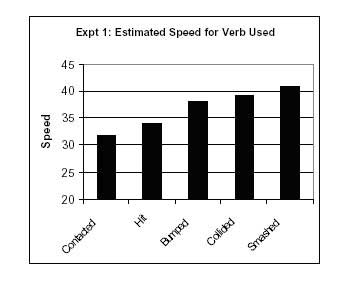 Expt 1: Estimated Speed for Verb Used
45
40
35
30
25
20
Speed
Contacted
Hit
Bumped
Collided
Smashed